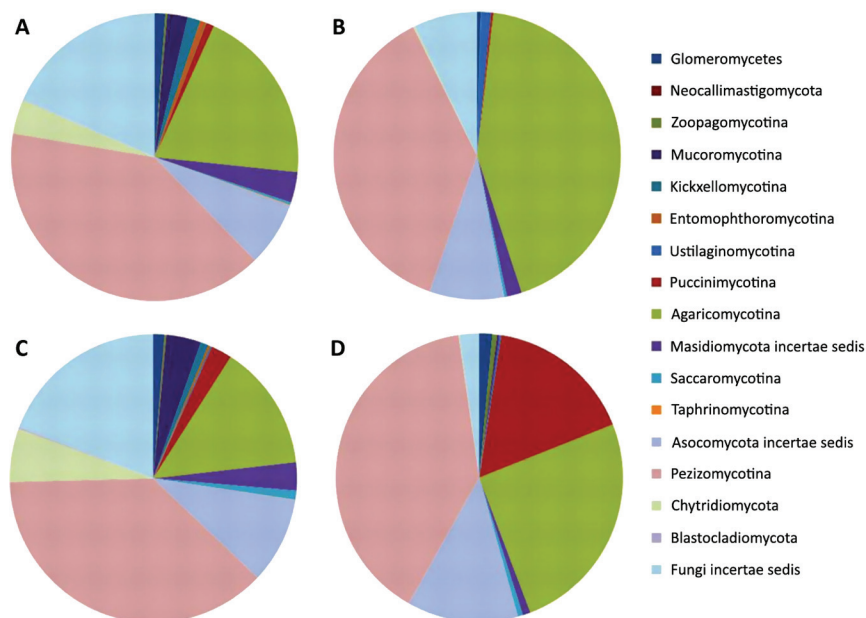 A
B
C
D
Glomeromycetes
Neocallimastigomycota
Zoopagomycotina
Mucoromycotina
Kickxellomycotina
Entomophthoromycotina
Ustilaginomycotina
Puccinimycotina
Agaricomycotina
Masidiomycota incertae sedis
Saccaromycotina
Taphrinomycotina
Asocomycota incertae sedis
Pezizomycotina
Chytridiomycota
Blastocladiomycota
Fungi incertae sedis